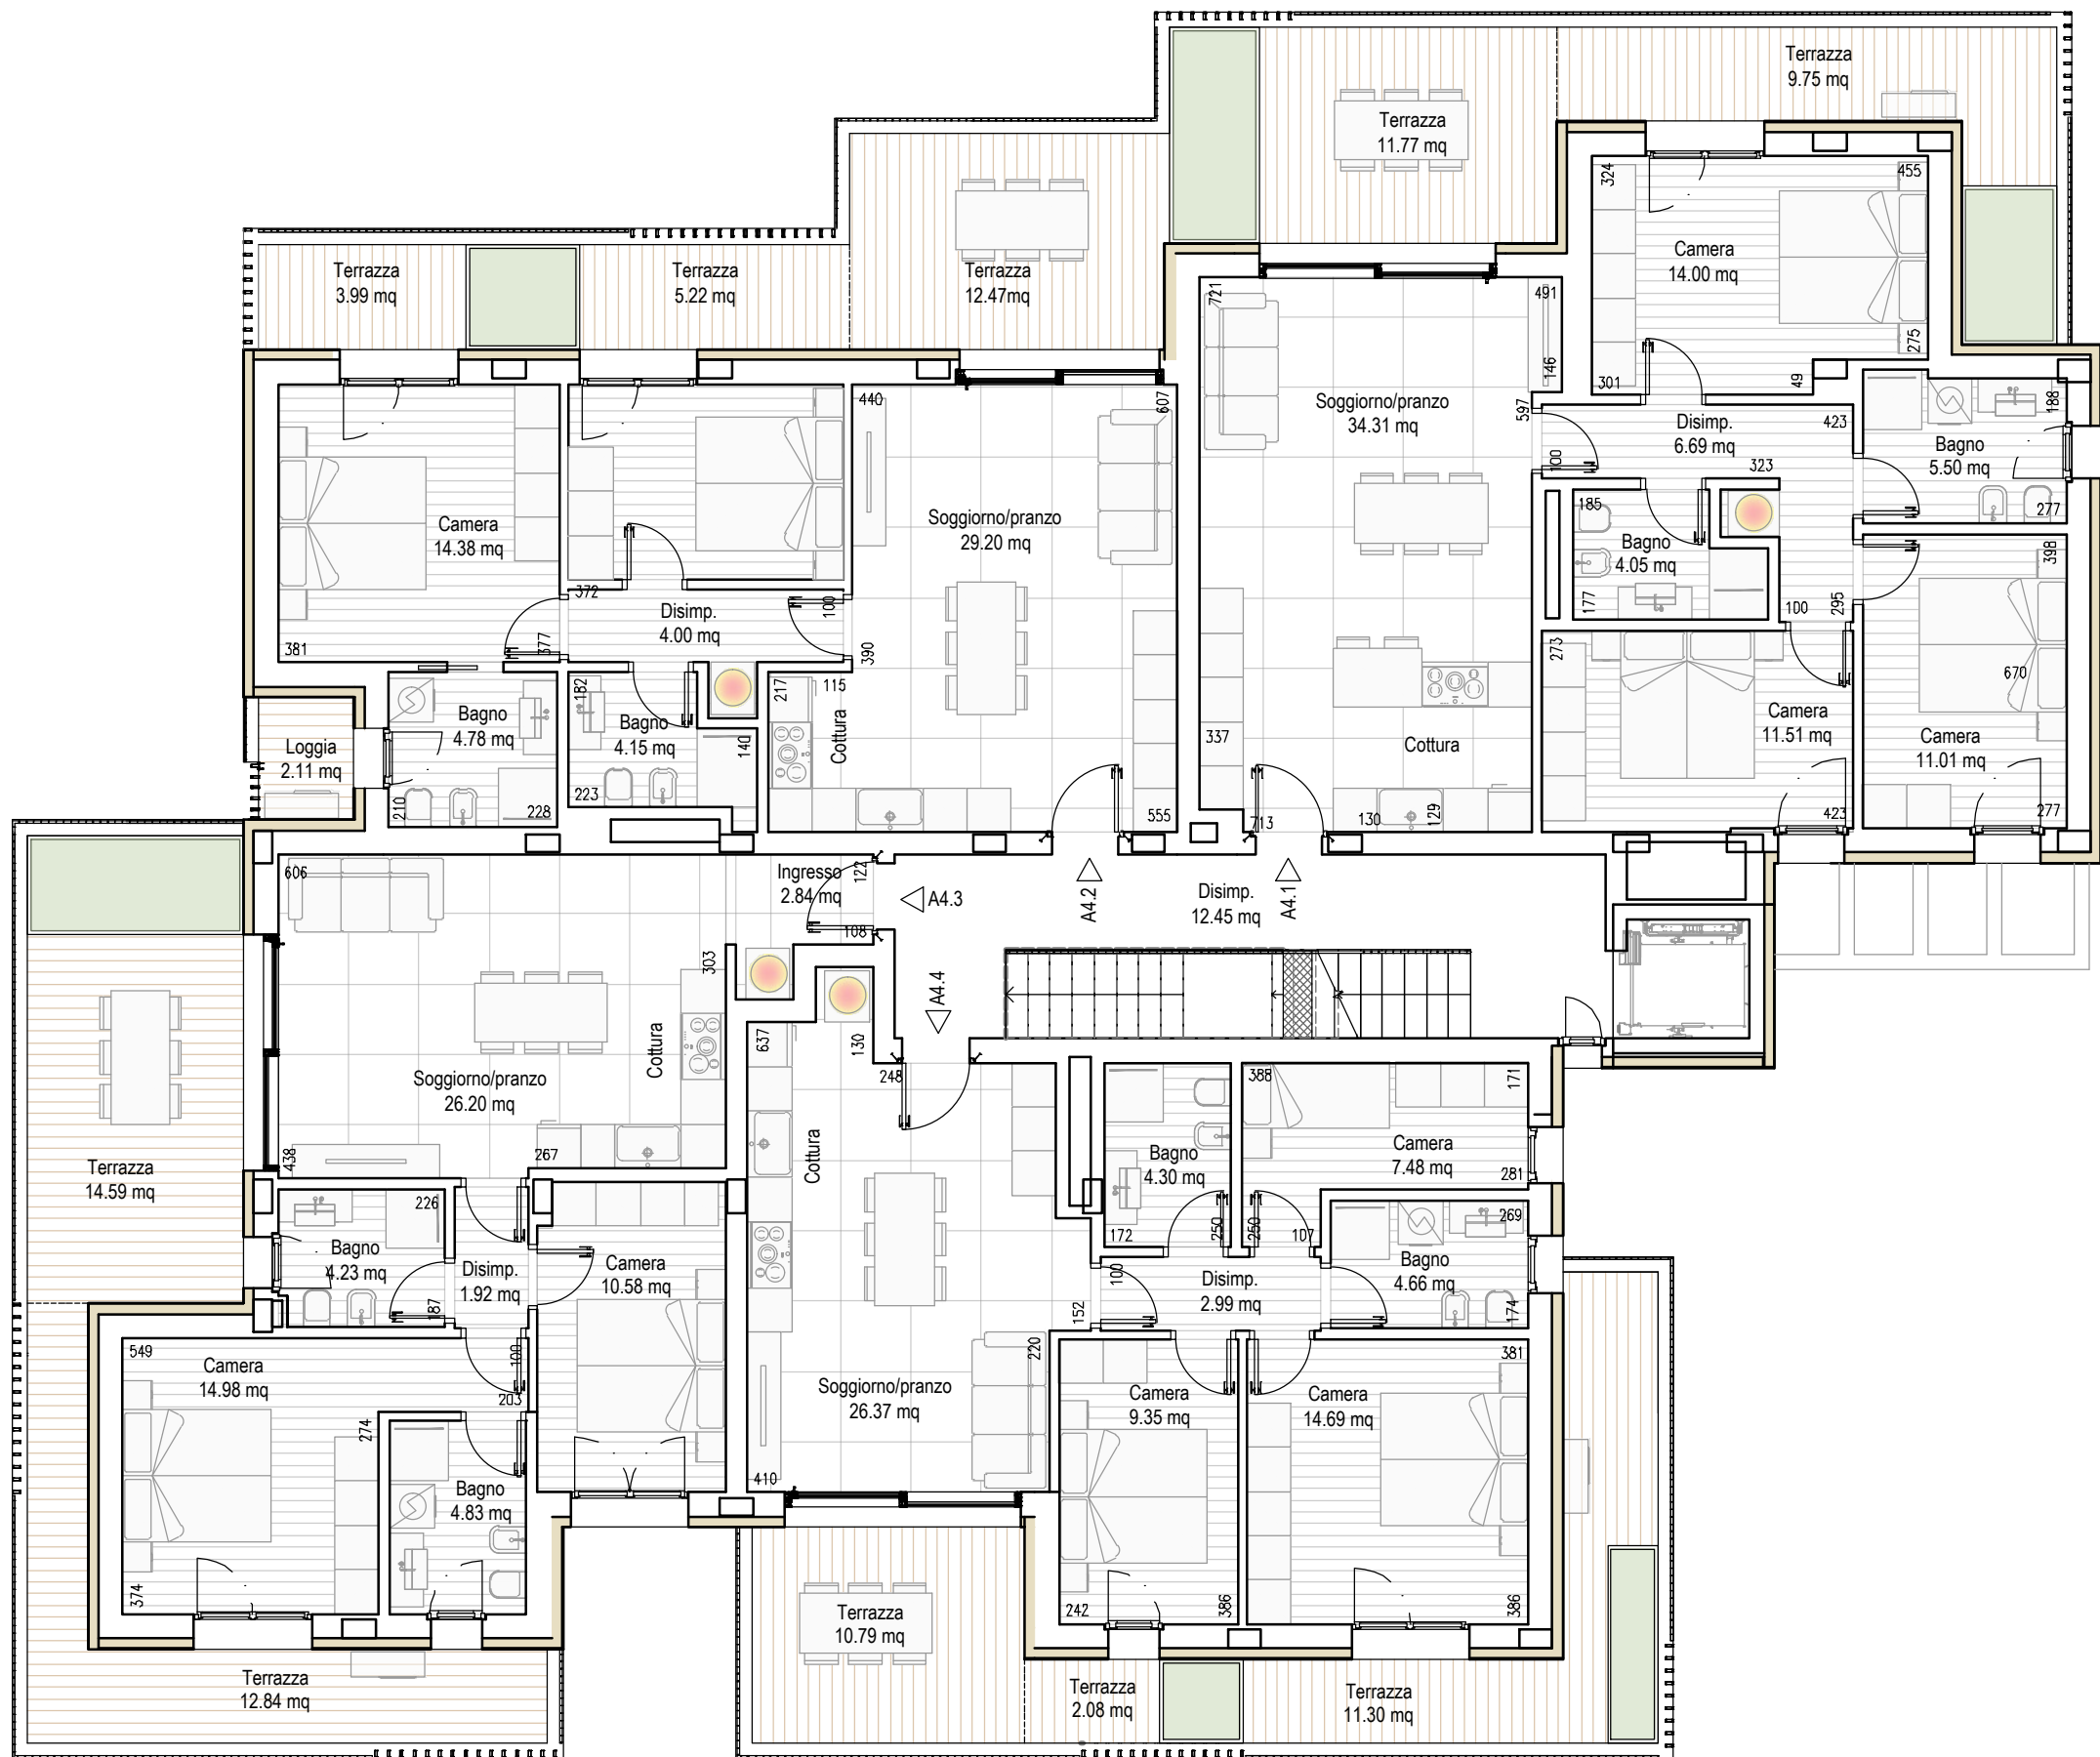 Terrazza
9.75 mq
Terrazza
11.77 mq
324
455
Camera
14.00 mq
275
301
49
Terrazza
3.99 mq
Terrazza
5.22 mq
Terrazza
12.47mq
721
491
146
Soggiorno/pranzo
34.31 mq
597
100
Disimp.
6.69 mq
423
323
188
Bagno
5.50 mq
277
440
607
Soggiorno/pranzo
29.20 mq
Camera
14.38 mq
381
377
372
Disimp.
4.00 mq
100
390
185
Bagno
4.05 mq
177
100
295
398
670
Camera
11.01 mq
277
273
Camera
11.51 mq
423
Loggia
2.11 mq
Bagno
4.78 mq
210
228
182
Bagno
4.15 mq
140
223
217
115
Cottura
555
337
Cottura
713
130
129
606
Ingresso
2.84 mq
122
108
A4.3
A4.2
Disimp.
12.45 mq
A4.1
A4.4
303
Cottura
Soggiorno/pranzo
26.20 mq
438
267
Terrazza
14.59 mq
637
130
248
Cottura
388
171
Camera
7.48 mq
281
Bagno
4.30 mq
172
250
250
107
269
Bagno
4.66 mq
174
226
Bagno
4.23 mq
187
Disimp.
1.92 mq
Camera
10.58 mq
100
152
Disimp.
2.99 mq
549
Camera
14.98 mq
100
203
274
374
Bagno
4.83 mq
220
Soggiorno/pranzo
26.37 mq
410
Camera
9.35 mq
242
386
381
Camera
14.69 mq
386
Terrazza
10.79 mq
Terrazza
12.84 mq
Terrazza
2.08 mq
Terrazza
11.30 mq